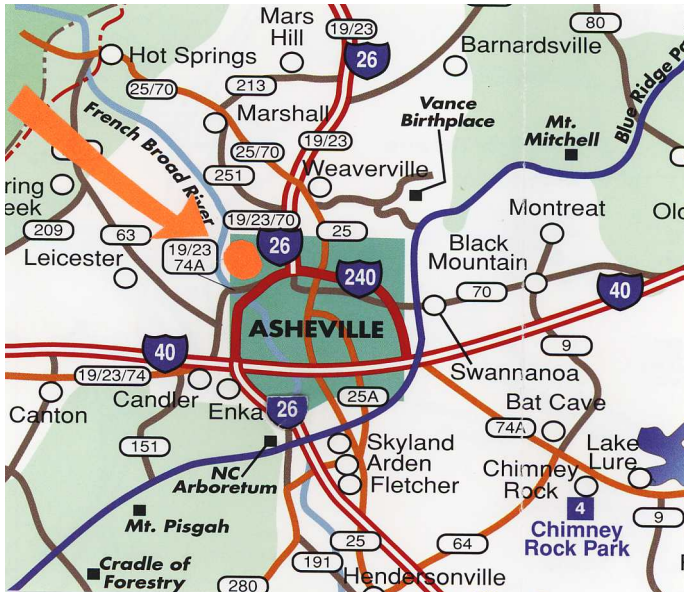 Mars
Hill
19/23
26
80
Hot Springs
Barnardsville
25/70
213
Vance
Birthplace
Blue Ridge Pa
Marshall
Mt.
Mitchell
French Broad River
25/70
19/23
251
Weaverville
ring
eek
209
63
19/23/70
25
Montreat
Old
19/23
74A
26
Black
Mountain
Leicester
240
70
40
ASHEVILLE
40
9
19/23/74
Swannanoa
Canton
Candler
Enka
26
25A
Bat Cave
74A
151
Skyland
Arden
Fletcher
NC
Arboretum
Lake
Lure
Chimney
Rock
Mt. Pisgah
4
Chimney
Rock Park
9
25
64
Cradle of
Forestry
191
280
Hendersonville